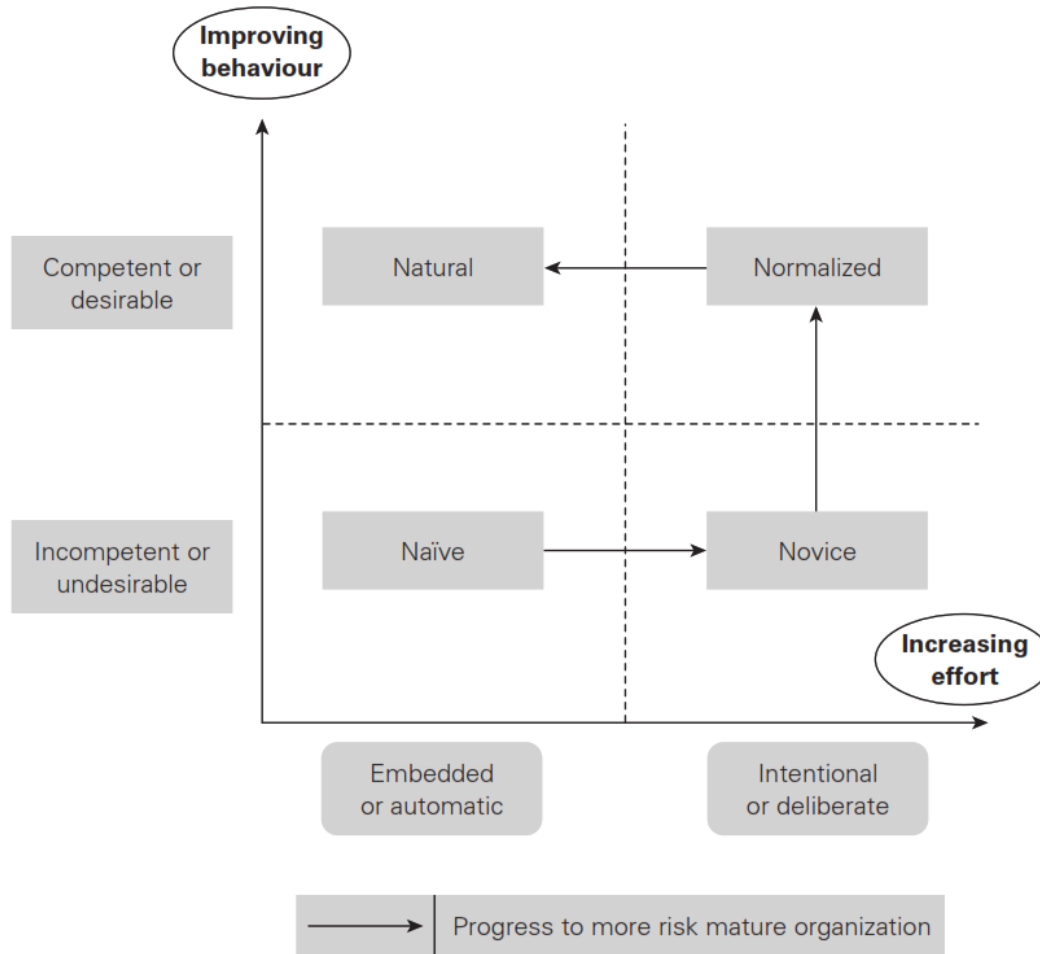 Improving
behaviour
Competent or
desirable
Natural
Normalized
Incompetent or
undesirable
Naïve
Novice
Increasing
effort
Embedded
or automatic
Intentional
or deliberate
Progress to more risk mature organization